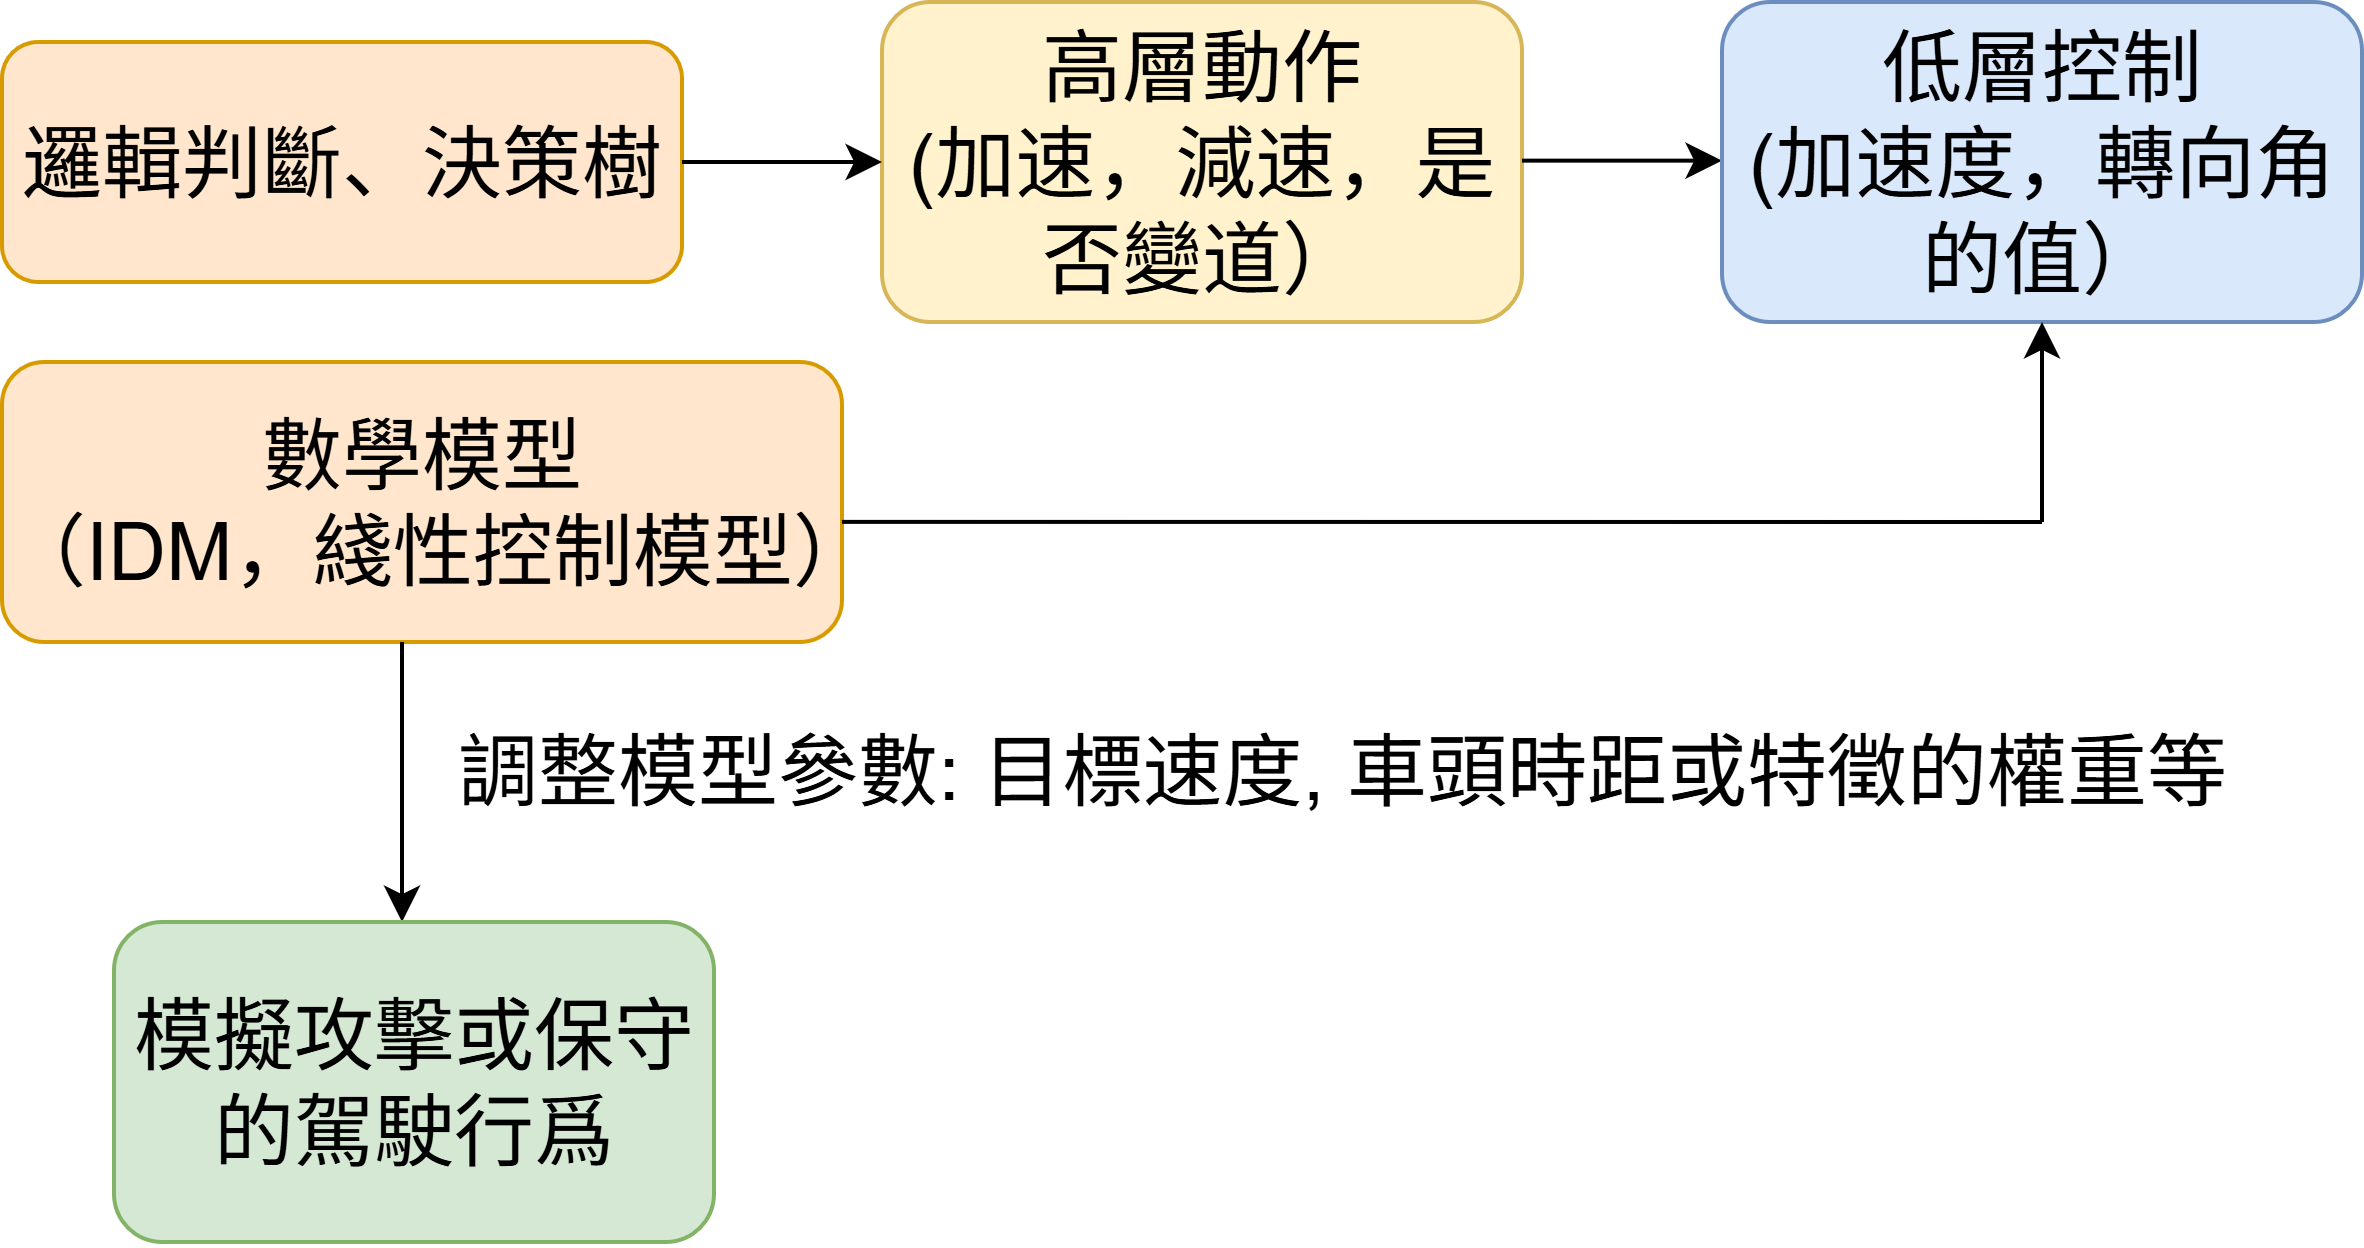 邏輯判斷、決策樹
高層動作
(加速，減速，是
否變道）
低層控制
(加速度，轉向角
的值）
數學模型
（IDM，綫性控制模型）
調整模型參數: 目標速度, 車頭時距或特徵的權重等
模擬攻擊或保守
的駕駛行爲